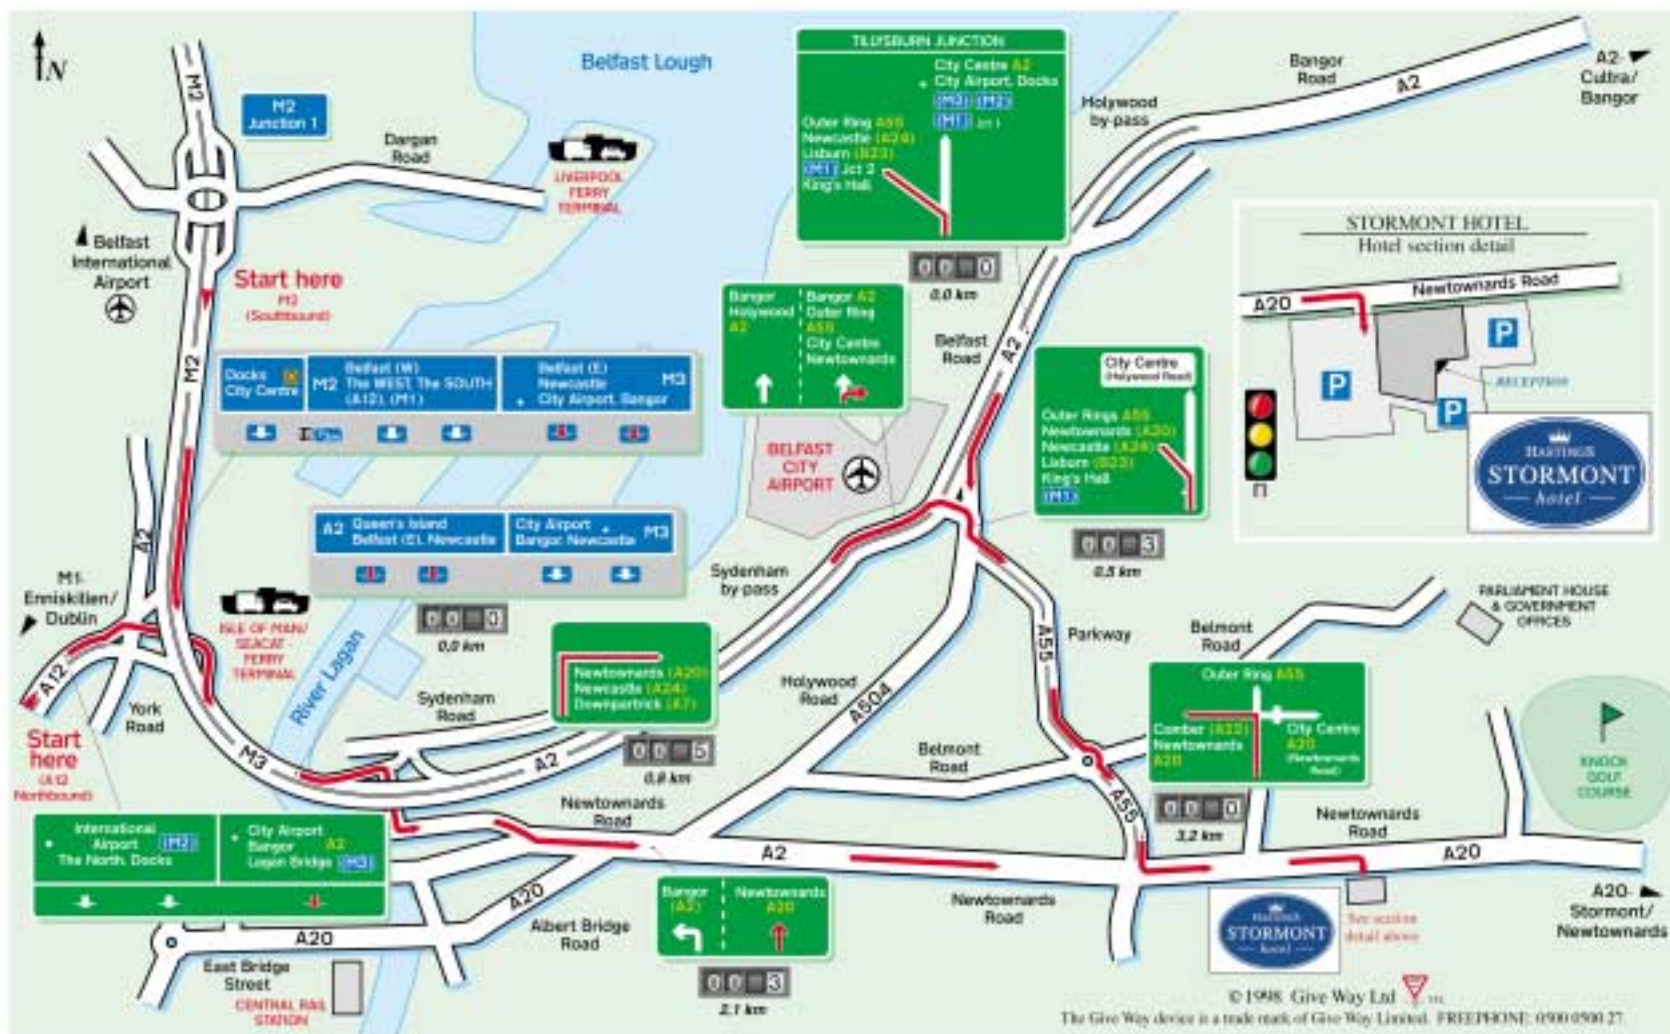 N
M2
M2
Junction 1
Dargan
Road
LIVERPOOL
FERRY
TERMINAL
Belfast Lough
TILLYSBURN JUNCTION
City Centre A2
City Airport, Docks
(M3) (M2)
(M1) Jct 1
Outer Ring A55
Newcastle (A24)
Lisburn (B23)
(M1) Jct 2
King's Hall
0,0 km
Holywood
by-pass
Bangor
Road
A2
A2-
Cultra/
Bangor
Belfast
International
Airport
Start here
M2
(Southbound)
M2
Docks
City Centre
M2
Belfast (W)
The WEST, The SOUTH
(A12), (M1)
Belfast (E)
Newcastle
City Airport, Bangor
M3
Bangor
Holywood
A2
Bangor A2
Outer Ring
A55
City Centre
Newtownards
Belfast
Road
A2
BELFAST
CITY
AIRPORT
City Centre
(Holywood Road)
Outer Rings A55
Newtownards (A20)
Newcastle (A24)
Lisburn (B23)
King's Hall
(M1)
0,5 km
STORMONT HOTEL
Hotel section detail
A20
Newtownards Road
P
P
P
RECEPTION
HASTINGS
STORMONT
hotel
A2
Queen's Island
Belfast (E), Newcastle
City Airport
Bangor, Newcastle
M3
0,0 km
A2
M1-
Enniskillen/
Dublin
A12
York
Road
Start
here
(A12
Northbound)
ISLE OF MAN/
SEACAT -
FERRY
TERMINAL
River Lagan
M3
Sydenham
by-pass
Sydenham
Road
Newtownards (A20)
Newcastle (A24)
Downpartrick (A7)
0,8 km
A2
Holywood
Road
A504
A55
Parkway
Belmont
Road
PARLIAMENT HOUSE
& GOVERNMENT
OFFICES
Outer Ring A55
Comber (A22)
Newtownards
A20
City Centre
A20
(Newtownards
Road)
3,2 km
Belmont
Road
A55
KNOCK
GOLF
COURSE
Newtownards
Road
Newtownards
Road
A2
A20
International
Airport (M2)
The North, Docks
City Airport
Bangor A2
Lagan Bridge (M3)
A20
A20
Albert Bridge
Road
East Bridge
Street
CENTRAL RAIL
STATION
Bangor
(A2)
Newtownards
A20
2,1 km
Newtownards
Road
HASTINGS
STORMONT
hotel
See section
detail above
A20-
Stormont/
Newtownards
© 1998 Give Way Ltd
The Give Way device is a trade mark of Give Way Limited. FREEPHONE: 0500 0500 27.